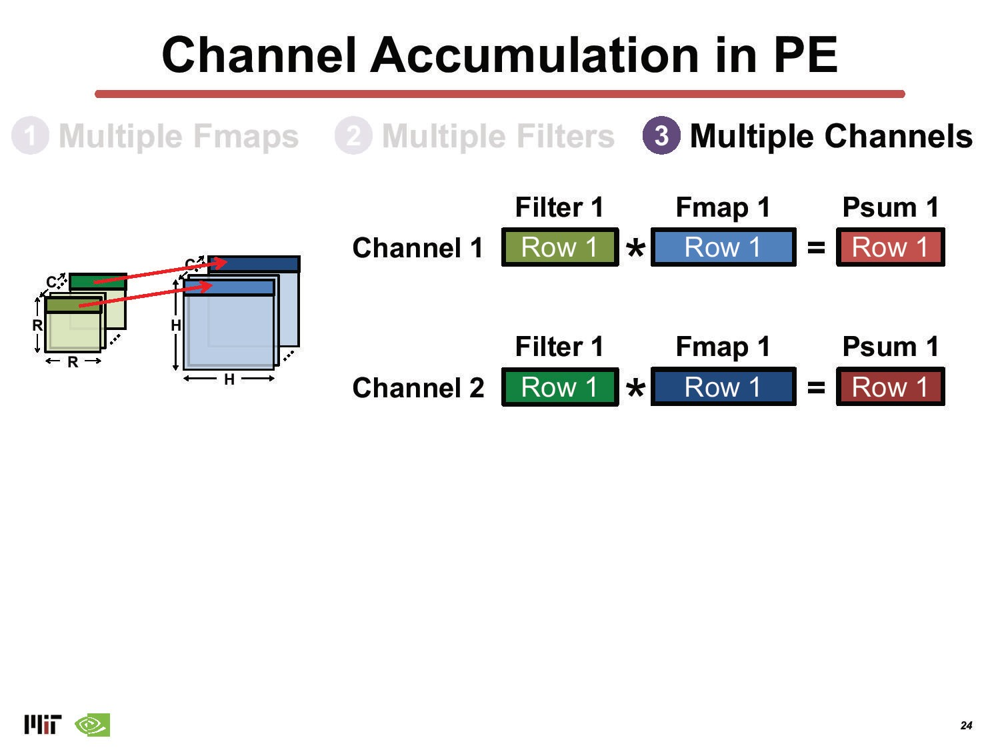 Channel Accumulation in PE
1 Multiple Fmaps 2 Multiple Filters 3 Multiple Channels
Filter 1 Fmap 1 Psum 1
Channel 1 Row 1 * Row 1 = Row 1
C
C
R
H
R
H
Filter 1 Fmap 1 Psum 1
Channel 2 Row 1 * Row 1 = Row 1
MIT
24